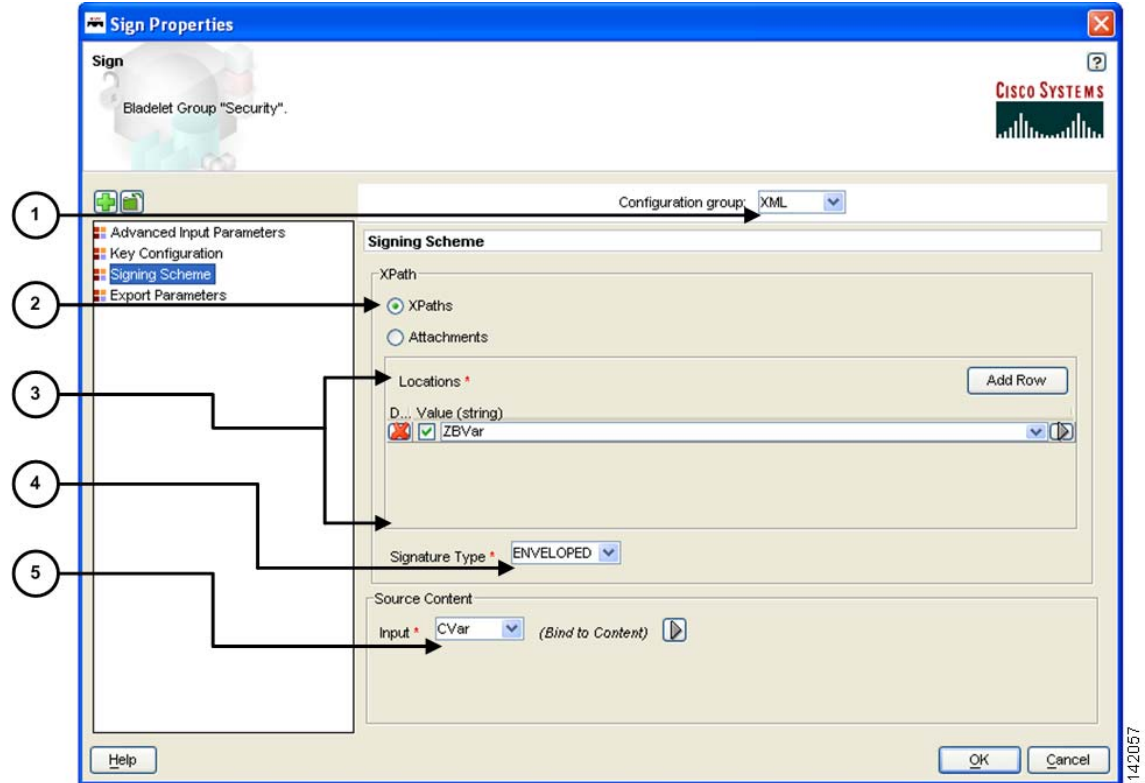 Sign Properties
Sign
Bladelet Group "Security".
CISCO SYSTEMS
1
Configuration group: XML
Advanced Input Parameters
Key Configuration
Signing Scheme
Export Parameters
Signing Scheme
XPath
2
XPaths
Attachments
3
Locations *
Add Row
D... Value (string)
ZBVar
4
Signature Type * ENVELOPED
5
Source Content
Input * CVar (Bind to Content)
Help
OK
Cancel
142057